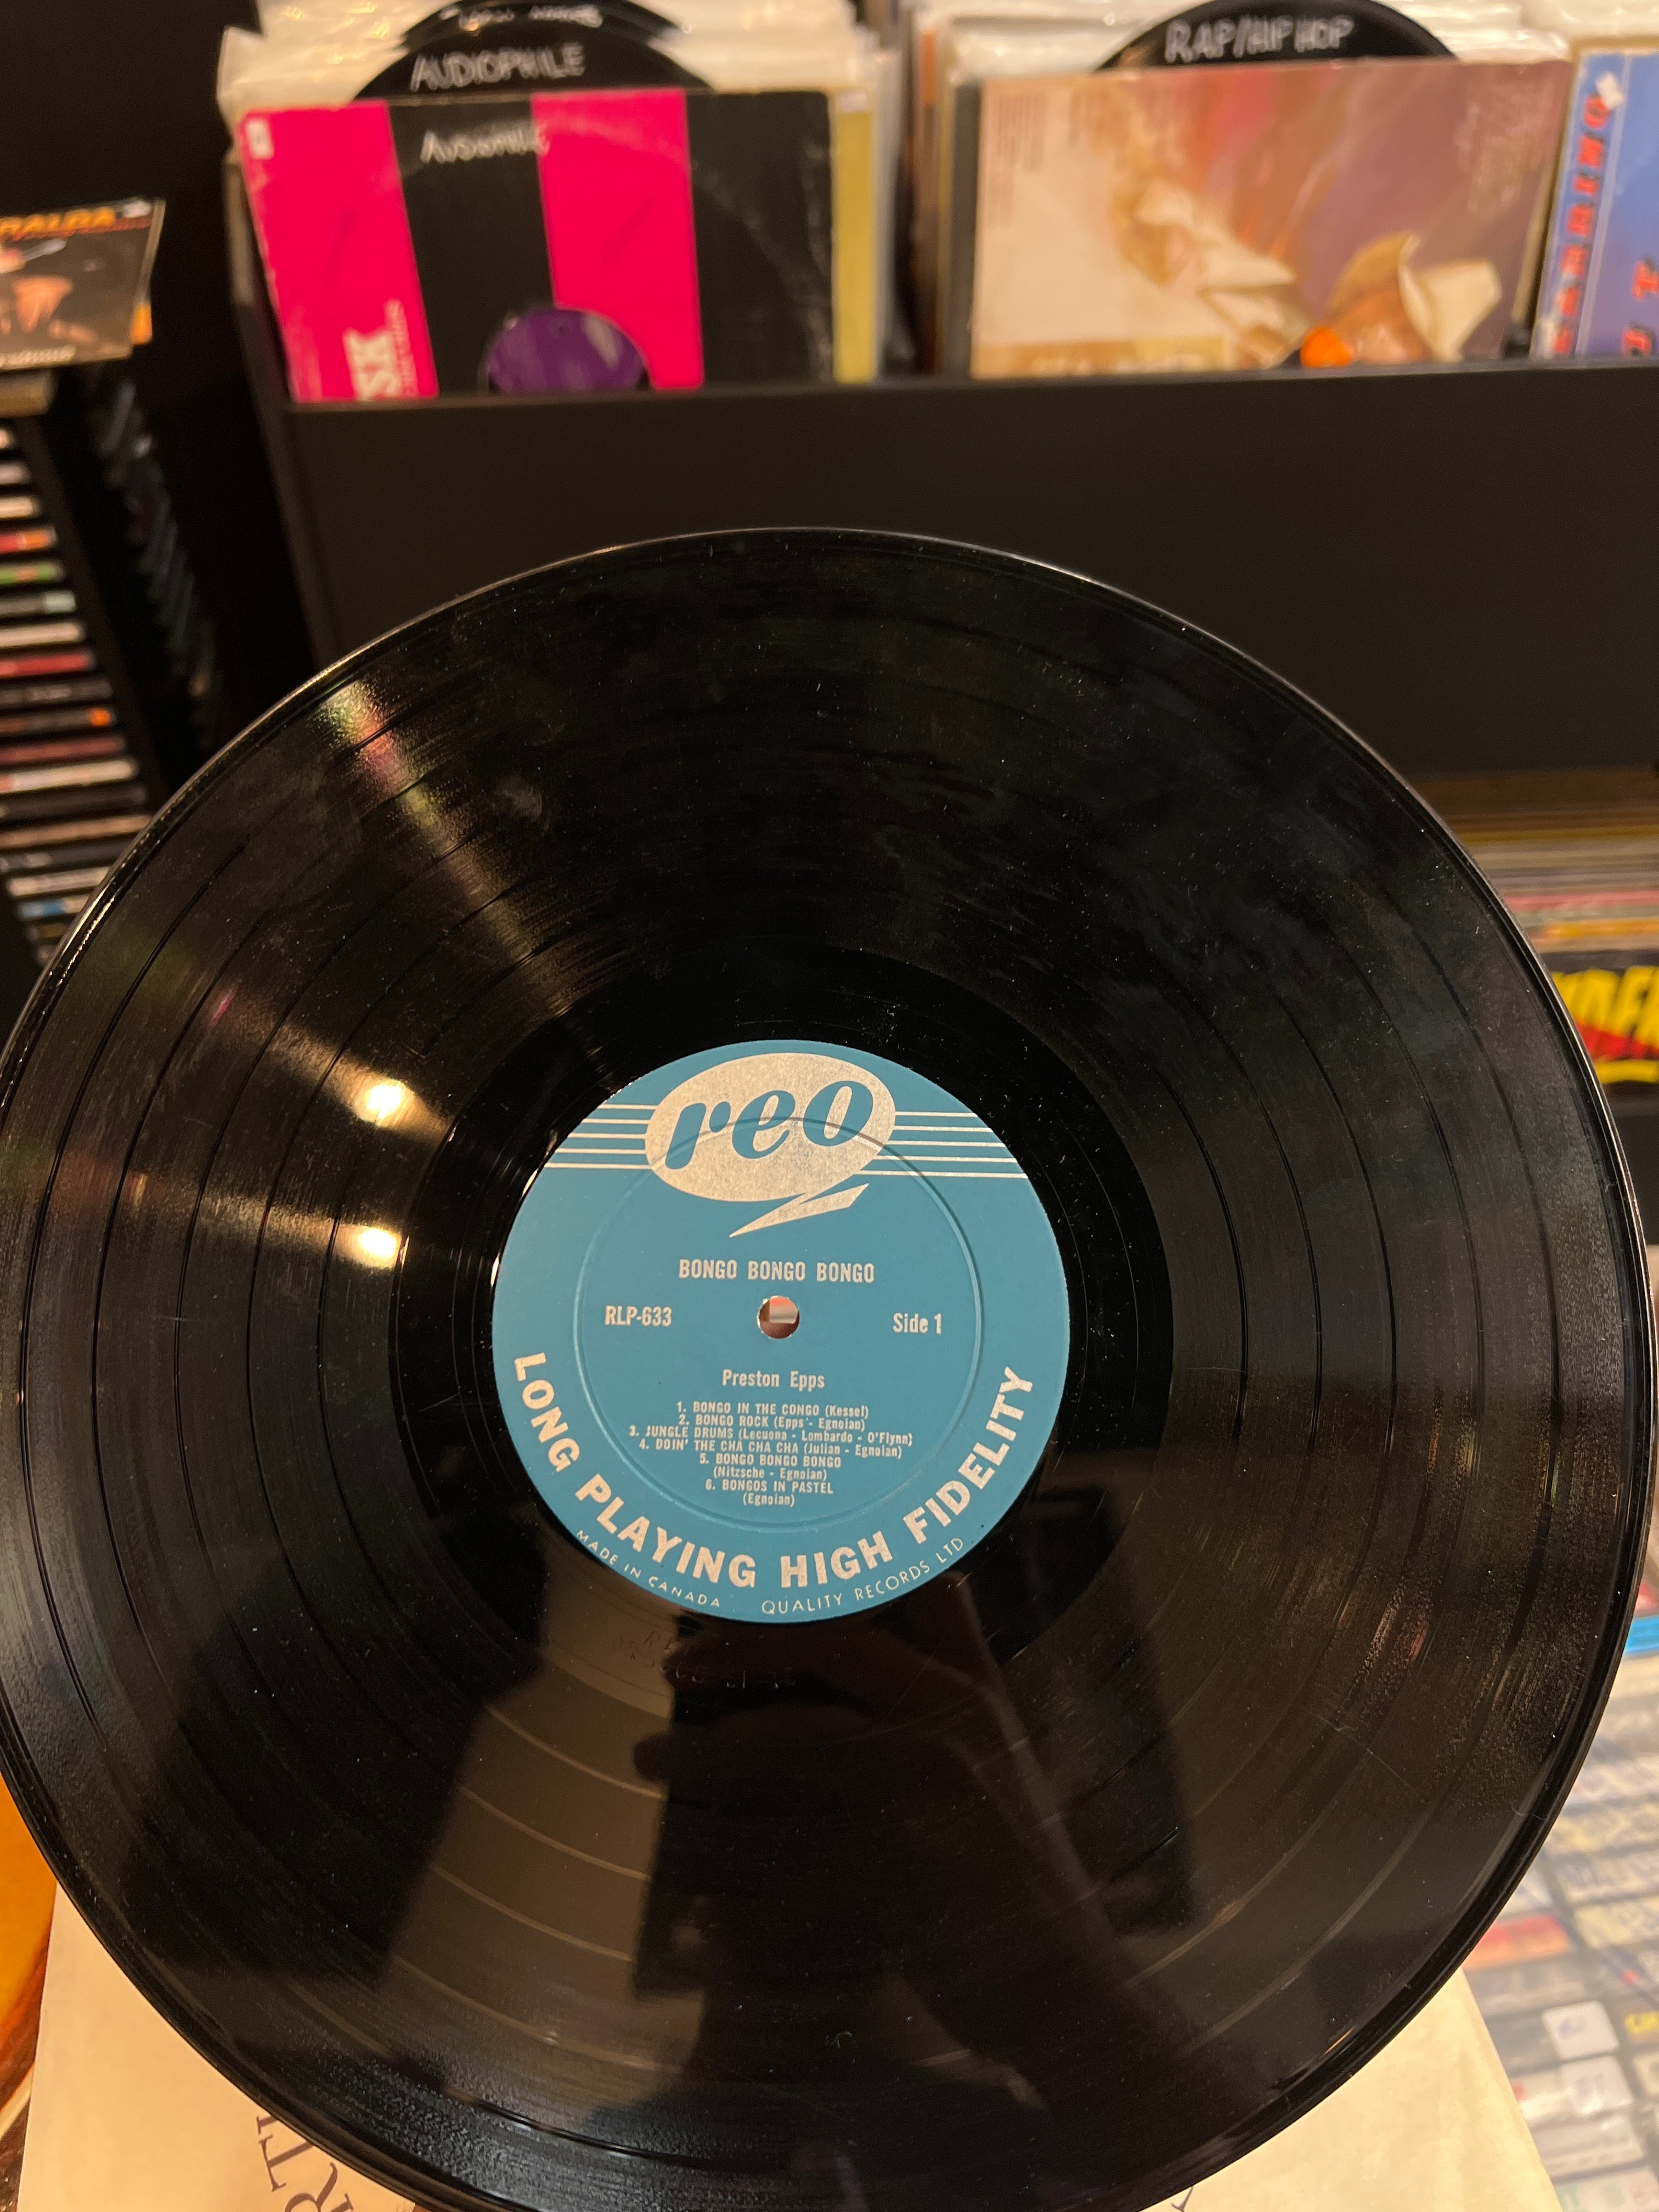 AUDIOPHILE
RAP/HIP HOP
AUDIOPHILE
reo
BONGO BONGO BONGO
RLP-633
Side 1
Preston Epps
1. BONGO IN THE CONGO (Kessel)
2. BONGO ROCK (Epps - Egnoian)
3. JUNGLE DRUMS (Lecuona - Lombardo - O'Flynn)
4. DOIN' THE CHA CHA CHA (Julian - Egnoian)
5. BONGO BONGO BONGO
(Nitzsche - Egnoian)
6. BONGOS IN PASTEL
(Egnoian)
LONG PLAYING HIGH FIDELITY
MADE IN CANADA QUALITY RECORDS LTD